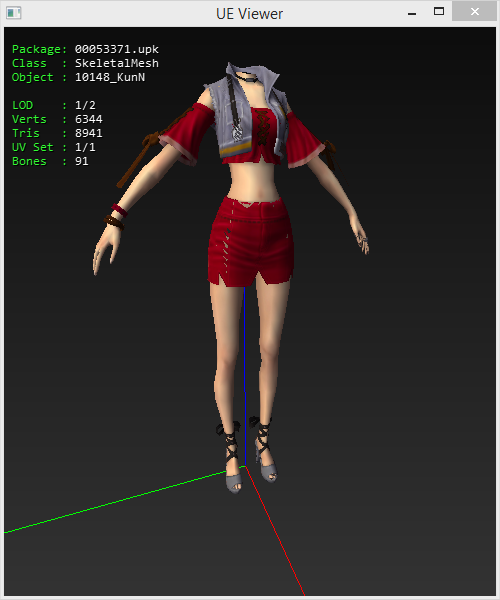 UE Viewer
Package: 00053371.upk
Class : SkeletalMesh
Object : 10148_KunN
LOD : 1/2
Verts : 6344
Tris : 8941
UV Set : 1/1
Bones : 91